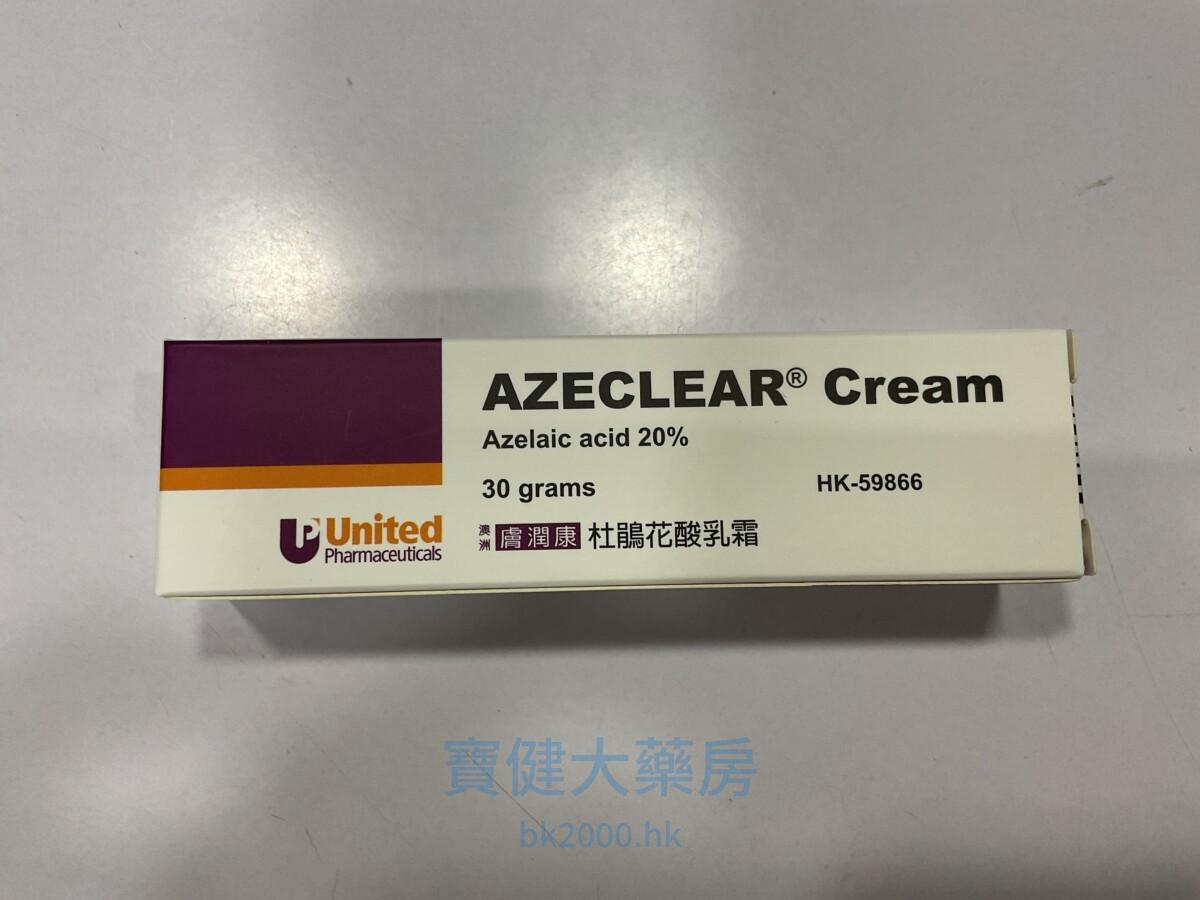 AZECLEAR® Cream
Azelaic acid 20%
30 grams
HK-59866
United
Pharmaceuticals
澳洲 膚潤康 杜鵑花酸乳霜
寶健大藥房
bk2000.hk